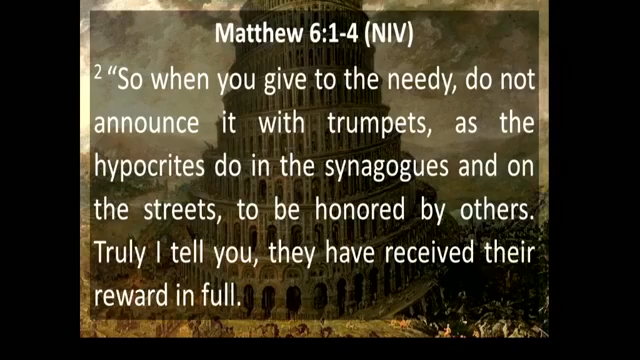 Matthew 6:1-4 (NIV)
2 “So when you give to the needy, do not
announce it with trumpets, as the
hypocrites do in the synagogues and on
the streets, to be honored by others.
Truly I tell you, they have received their
reward in full.